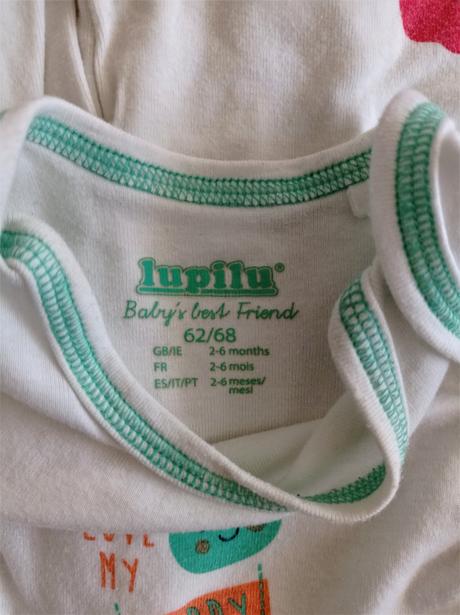 lupilu®
Baby's best Friend
62/68
GB/IE 2-6 months
FR 2-6 mois
ES/IT/PT 2-6 meses/
mesi
LOVE
MY